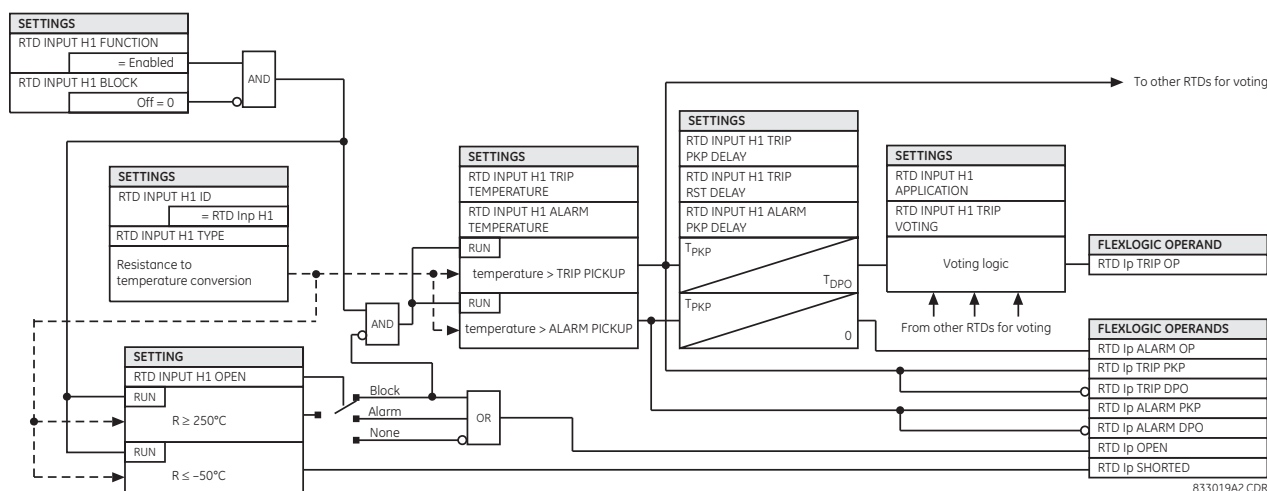 SETTINGS
RTD INPUT H1 FUNCTION
= Enabled
RTD INPUT H1 BLOCK
Off = 0
AND
To other RTDs for voting
SETTINGS
RTD INPUT H1 ID
= RTD Inp H1
RTD INPUT H1 TYPE
Resistance to
temperature conversion
SETTINGS
RTD INPUT H1 TRIP
TEMPERATURE
RTD INPUT H1 ALARM
TEMPERATURE
RUN
temperature > TRIP PICKUP
RUN
temperature > ALARM PICKUP
AND
SETTINGS
RTD INPUT H1 TRIP
PKP DELAY
RTD INPUT H1 TRIP
RST DELAY
RTD INPUT H1 ALARM
PKP DELAY
TPKP
TDPO
TPKP
0
SETTINGS
RTD INPUT H1
APPLICATION
RTD INPUT H1 TRIP
VOTING
Voting logic
From other RTDs for voting
FLEXLOGIC OPERAND
RTD Ip TRIP OP
SETTING
RTD INPUT H1 OPEN
RUN
R ≥ 250°C
RUN
R ≤ –50°C
Block
Alarm
None
OR
FLEXLOGIC OPERANDS
RTD Ip ALARM OP
RTD Ip TRIP PKP
RTD Ip TRIP DPO
RTD Ip ALARM PKP
RTD Ip ALARM DPO
RTD Ip OPEN
RTD Ip SHORTED
833019A2.CDR